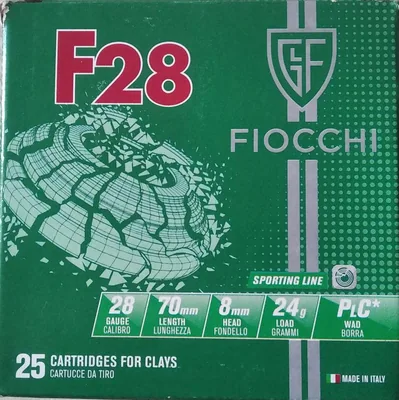 F28
GF
FIOCCHI
SPORTING LINE
28 70mm 8mm 24g PLC*
GAUGE LENGTH HEAD LOAD WAD
CALIBRO LUNGHEZZA FONDELLO GRAMMI BORRA
25 CARTRIDGES FOR CLAYS
CARTUCCE DA TIRO
MADE IN ITALY